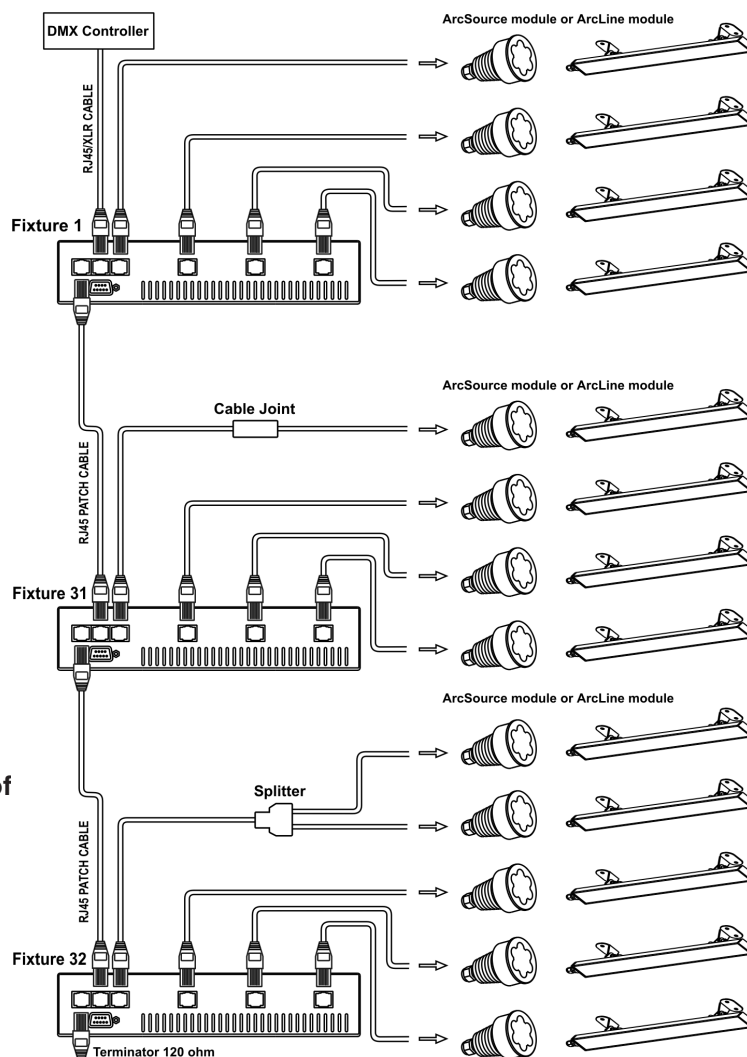 DMX Controller
ArcSource module or ArcLine module
RJ45/XLR CABLE
Fixture 1
ArcSource module or ArcLine module
Cable Joint
RJ45 PATCH CABLE
Fixture 31
ArcSource module or ArcLine module
of
Splitter
RJ45 PATCH CABLE
Fixture 32
Terminator 120 ohm